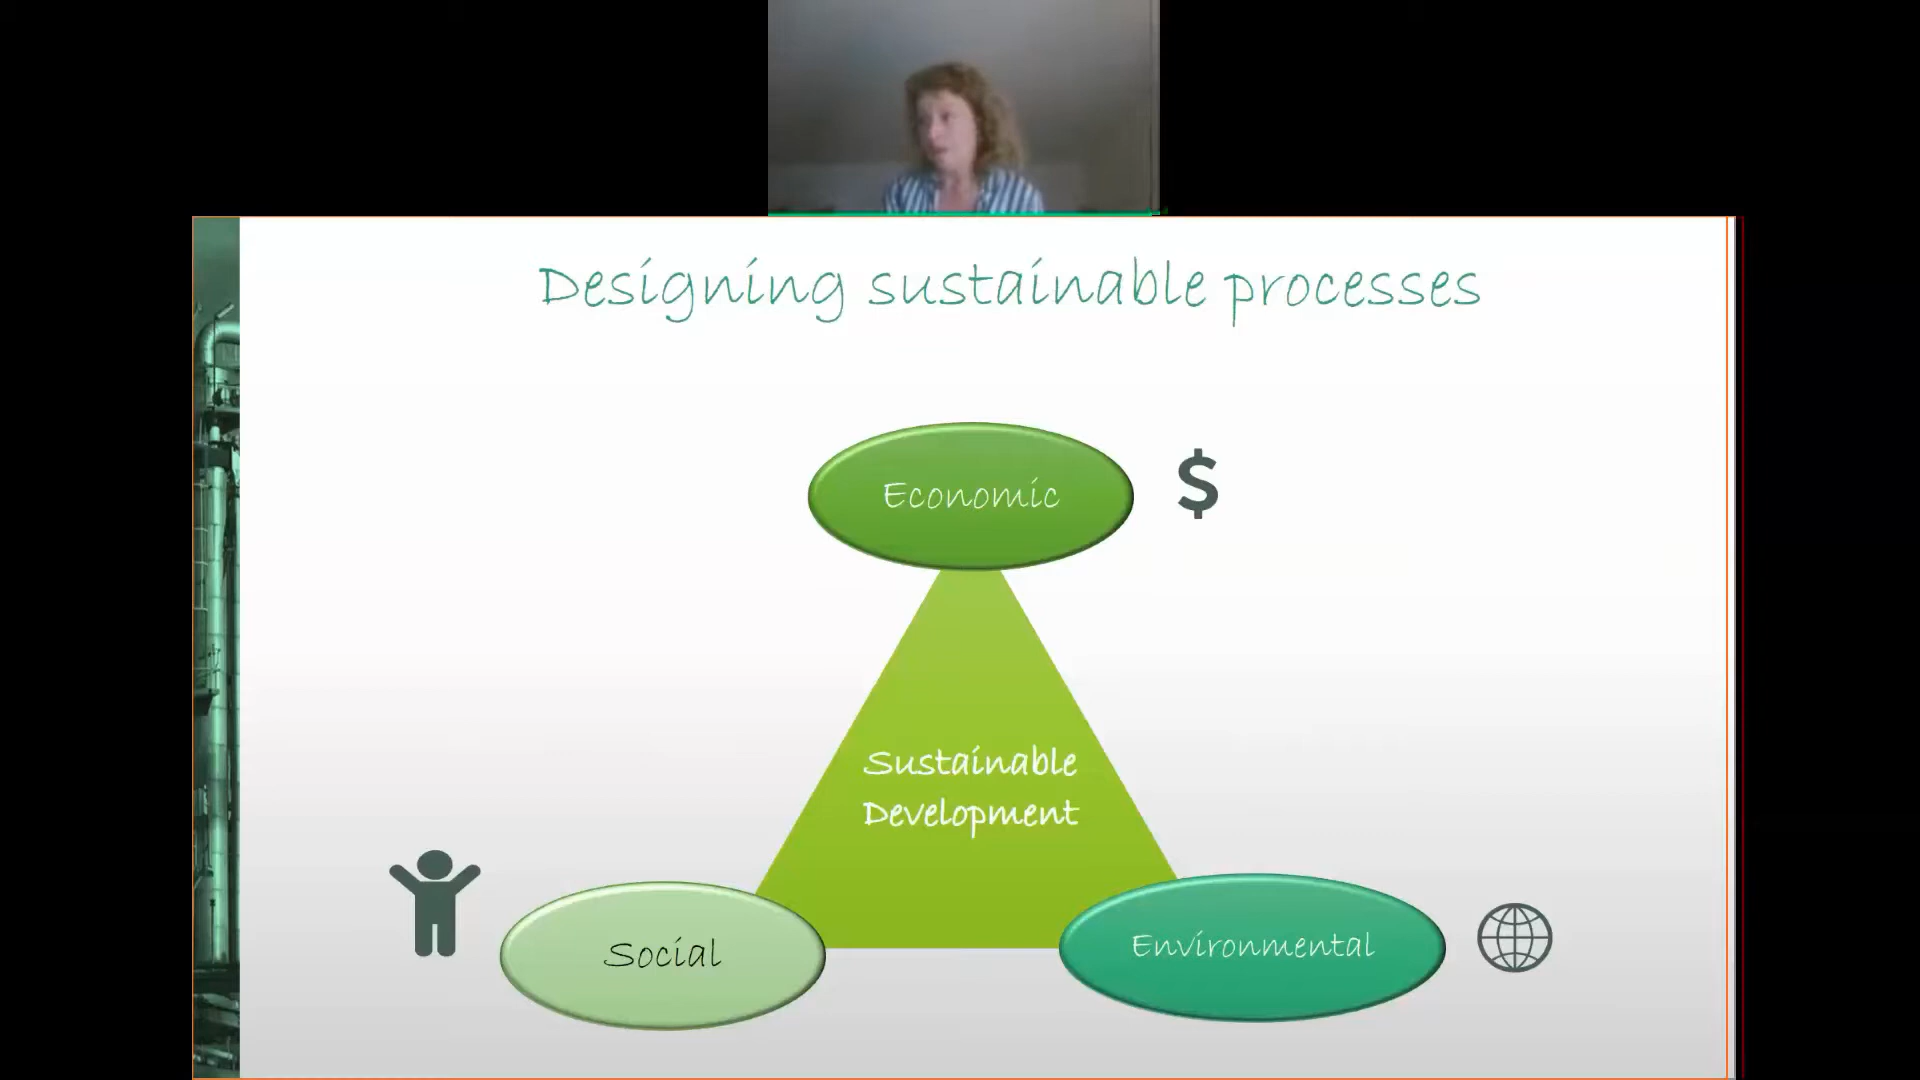 Designing sustainable processes
Economic
$
Sustainable
Development
Social
Environmental